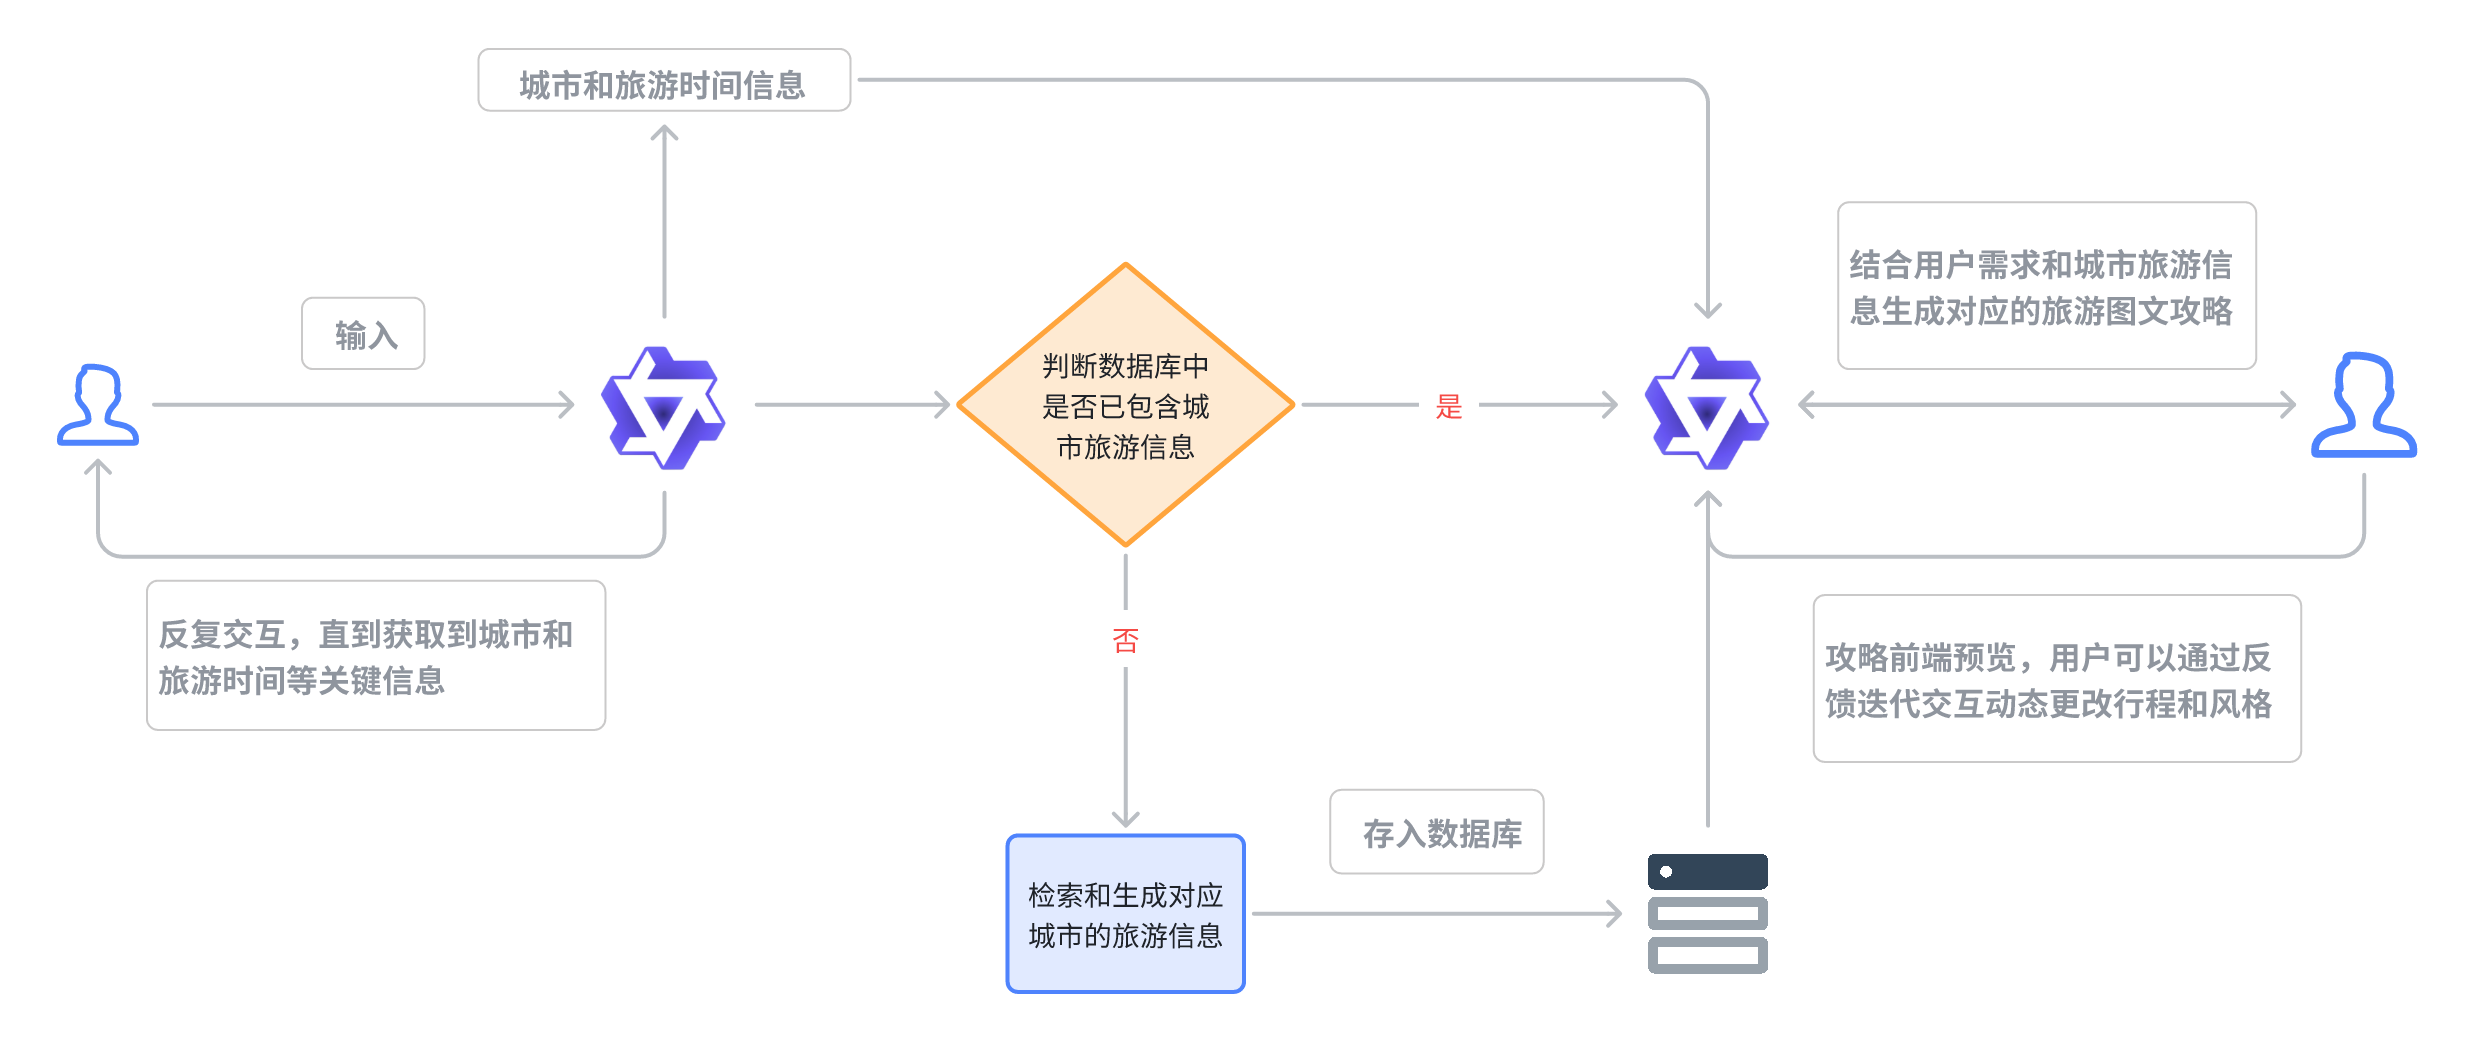 城市和旅游时间信息
输入
反复交互，直到获取到城市和
旅游时间等关键信息
判断数据库中
是否已包含城
市旅游信息
是
否
检索和生成对应
城市的旅游信息
存入数据库
结合用户需求和城市旅游信
息生成对应的旅游图文攻略
攻略前端预览，用户可以通过反
馈迭代交互动态更改行程和风格